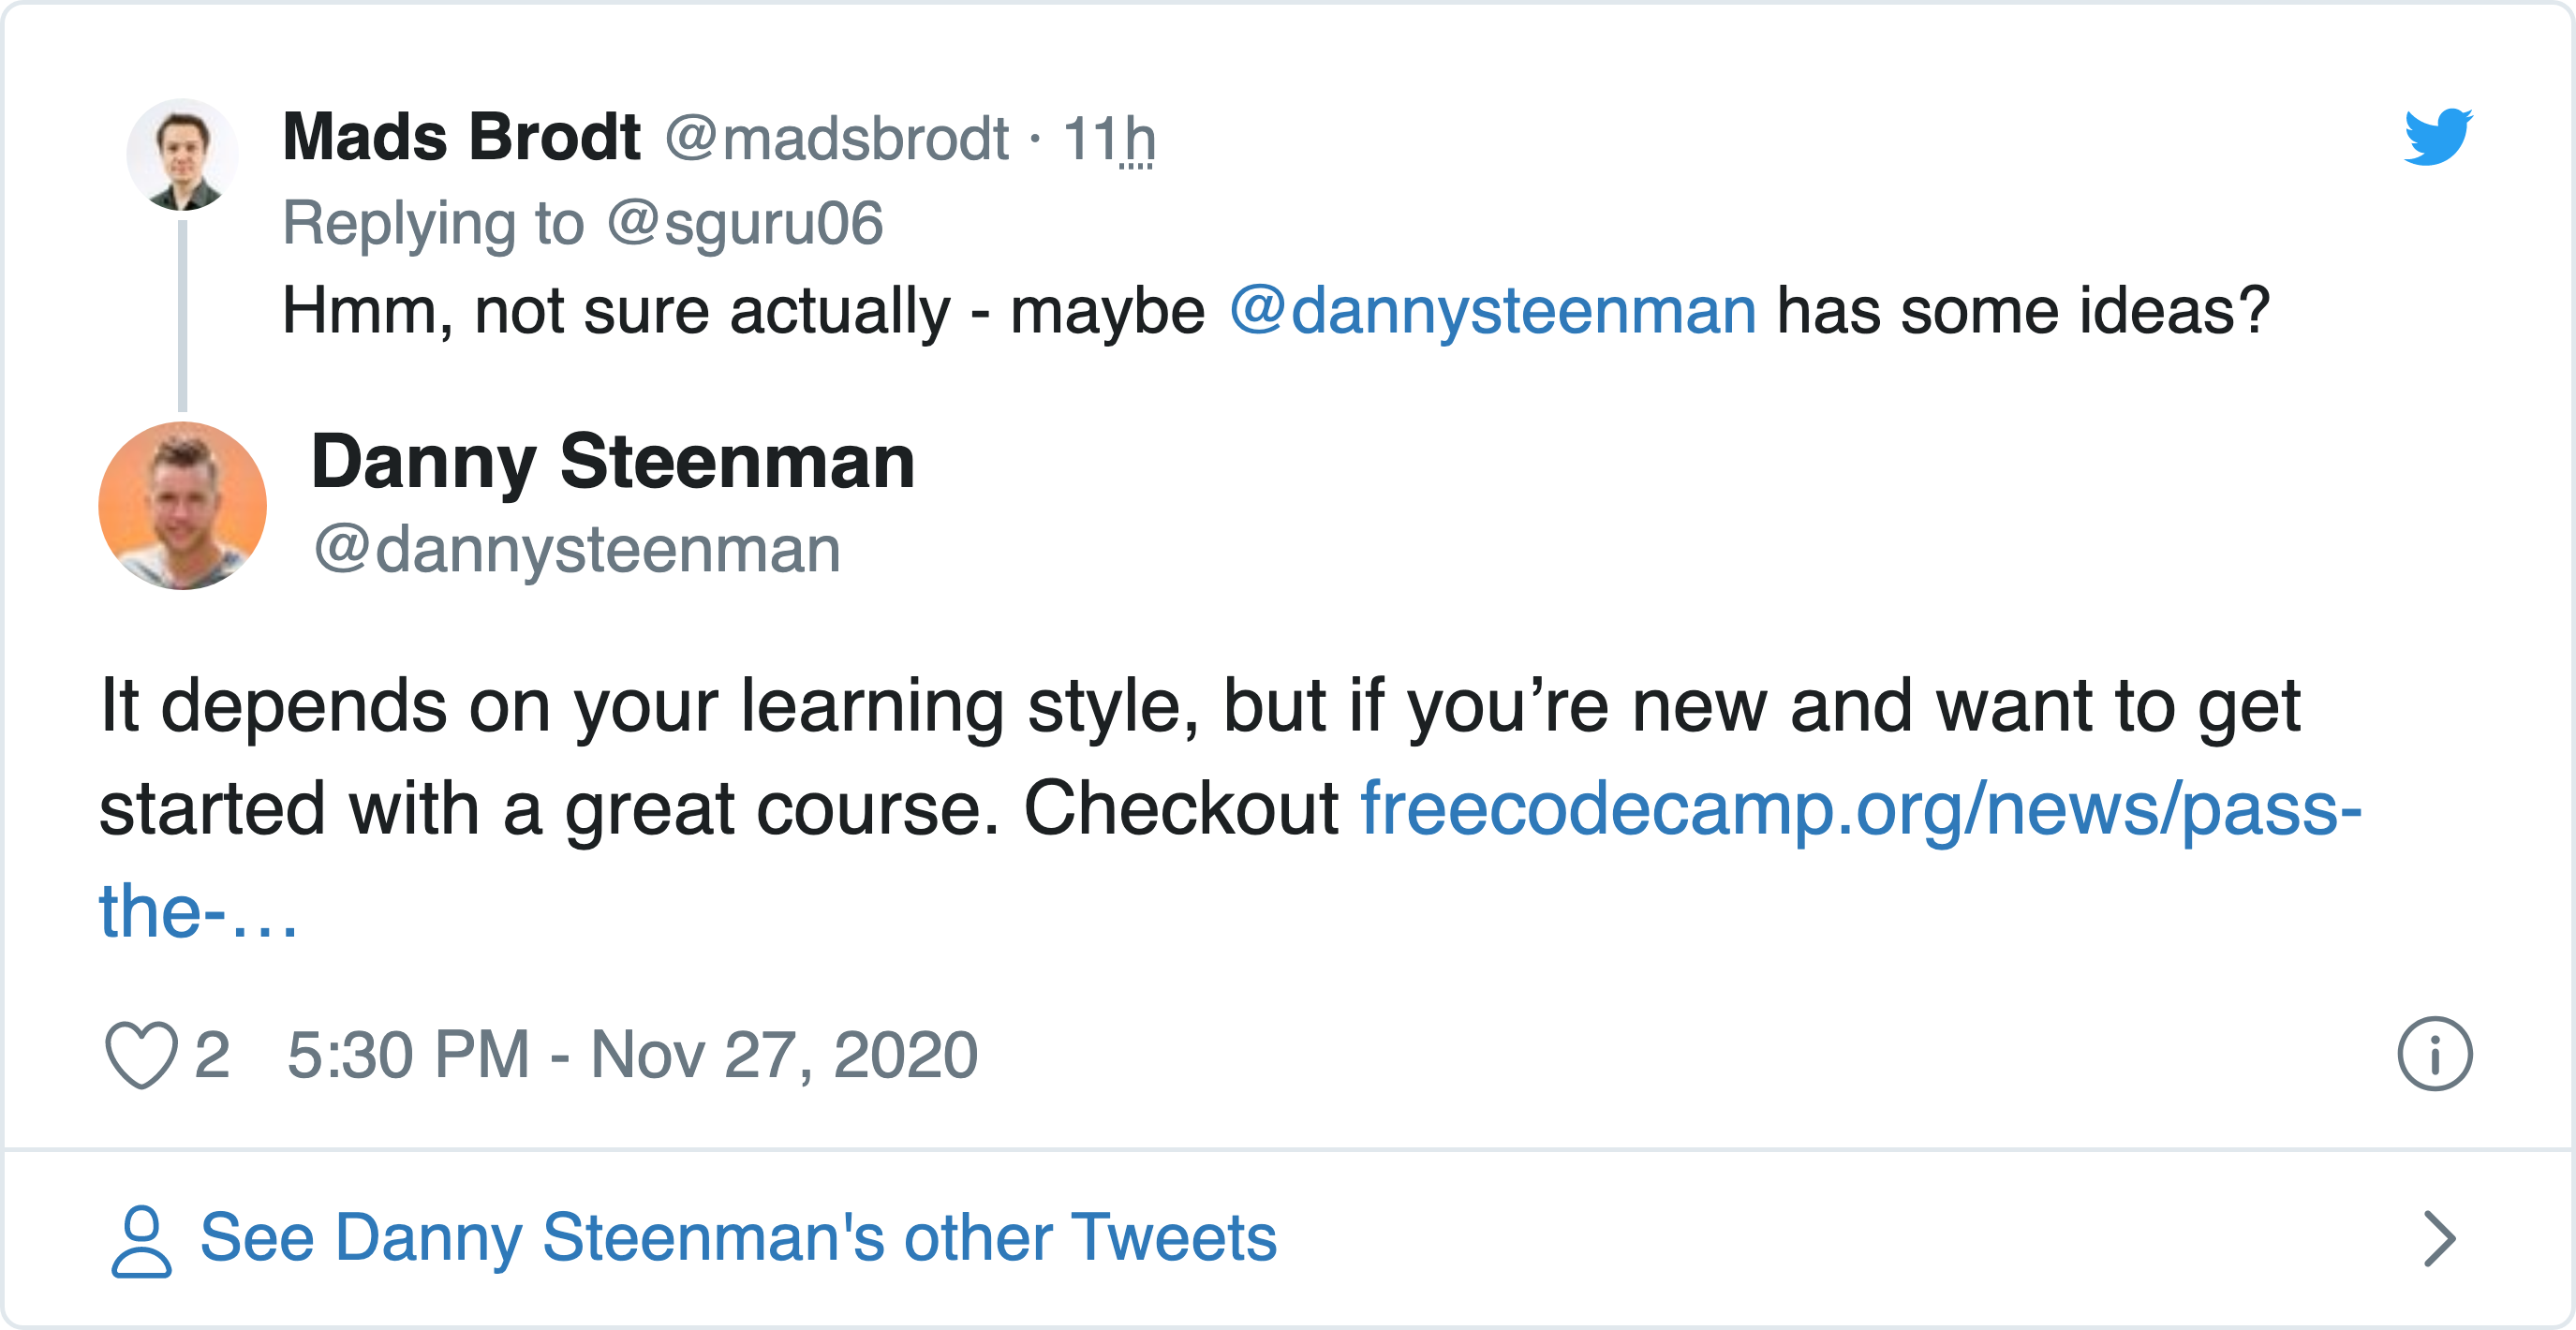 Mads Brodt @madsbrodt · 11h
Replying to @sguru06
Hmm, not sure actually - maybe @dannysteenman has some ideas?
Danny Steenman
@dannysteenman
It depends on your learning style, but if you’re new and want to get
started with a great course. Checkout freecodecamp.org/news/pass-
the-…
2 5:30 PM - Nov 27, 2020
See Danny Steenman's other Tweets